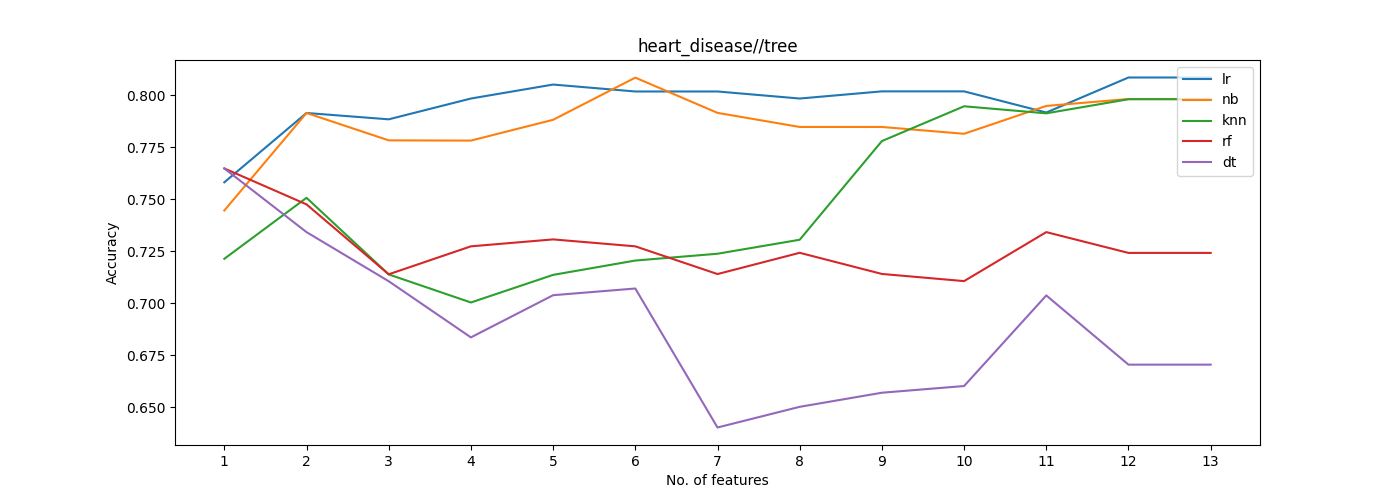 heart_disease//tree
Accuracy
0.800
0.775
0.750
0.725
0.700
0.675
0.650
lr
nb
knn
rf
dt
1 2 3 4 5 6 7 8 9 10 11 12 13
No. of features